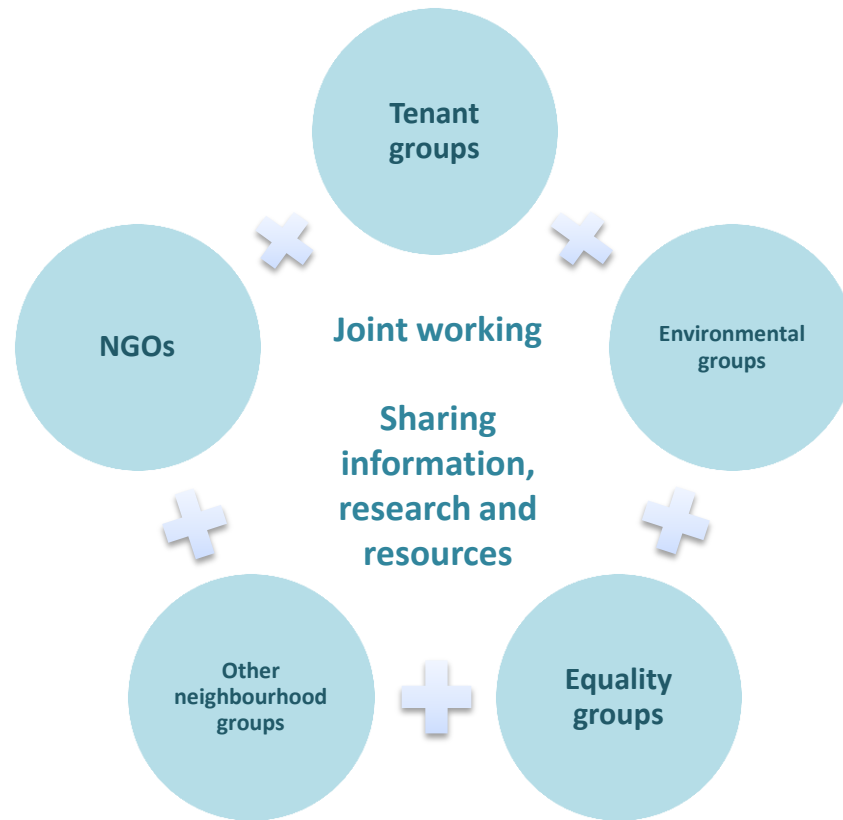 Tenant
groups
NGOs
Joint working
Environmental
groups
Sharing
information,
research and
resources
Other
neighbourhood
groups
Equality
groups